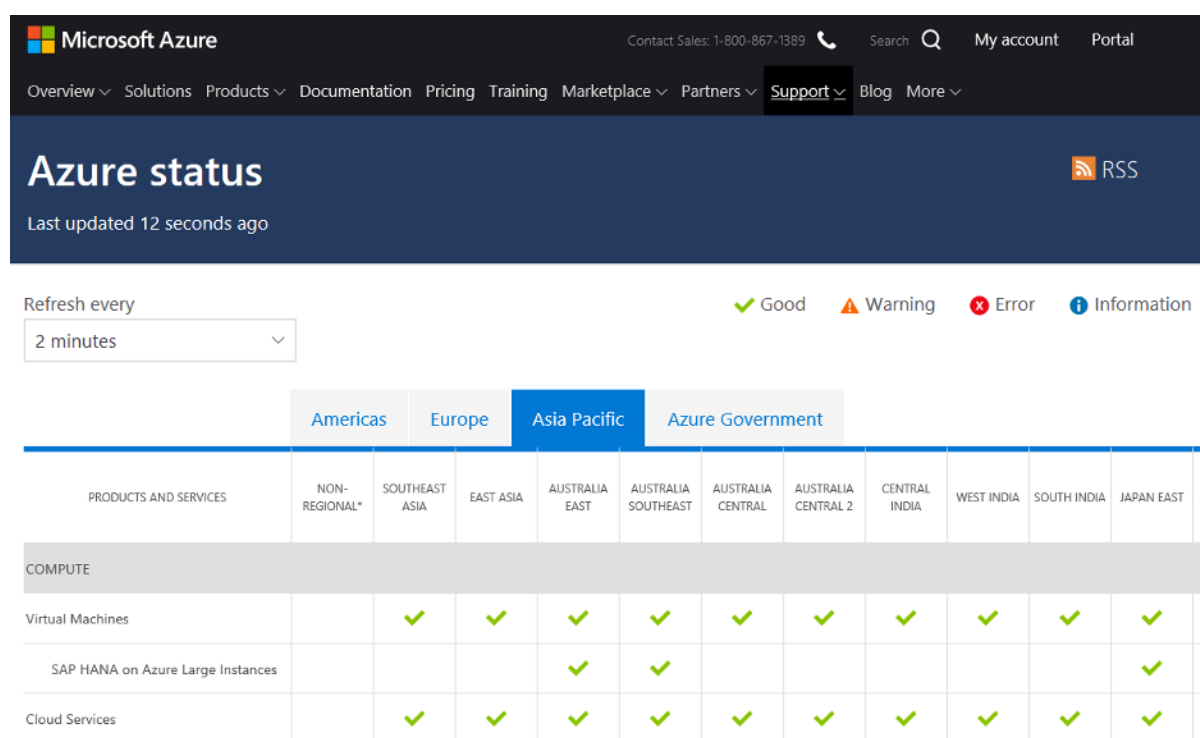 Microsoft Azure
Contact Sales: 1-800-867-1389 Search My account Portal
Overview Solutions Products Documentation Pricing Training Marketplace Partners Support Blog More
Azure status
RSS
Last updated 12 seconds ago
Refresh every
Good Warning Error Information
2 minutes
Americas Europe Asia Pacific Azure Government
PRODUCTS AND SERVICES
NON-
REGIONAL*
SOUTHEAST
ASIA
EAST ASIA
AUSTRALIA
EAST
AUSTRALIA
SOUTHEAST
AUSTRALIA
CENTRAL
AUSTRALIA
CENTRAL 2
CENTRAL
INDIA
WEST INDIA
SOUTH INDIA
JAPAN EAST
COMPUTE
Virtual Machines
SAP HANA on Azure Large Instances
Cloud Services